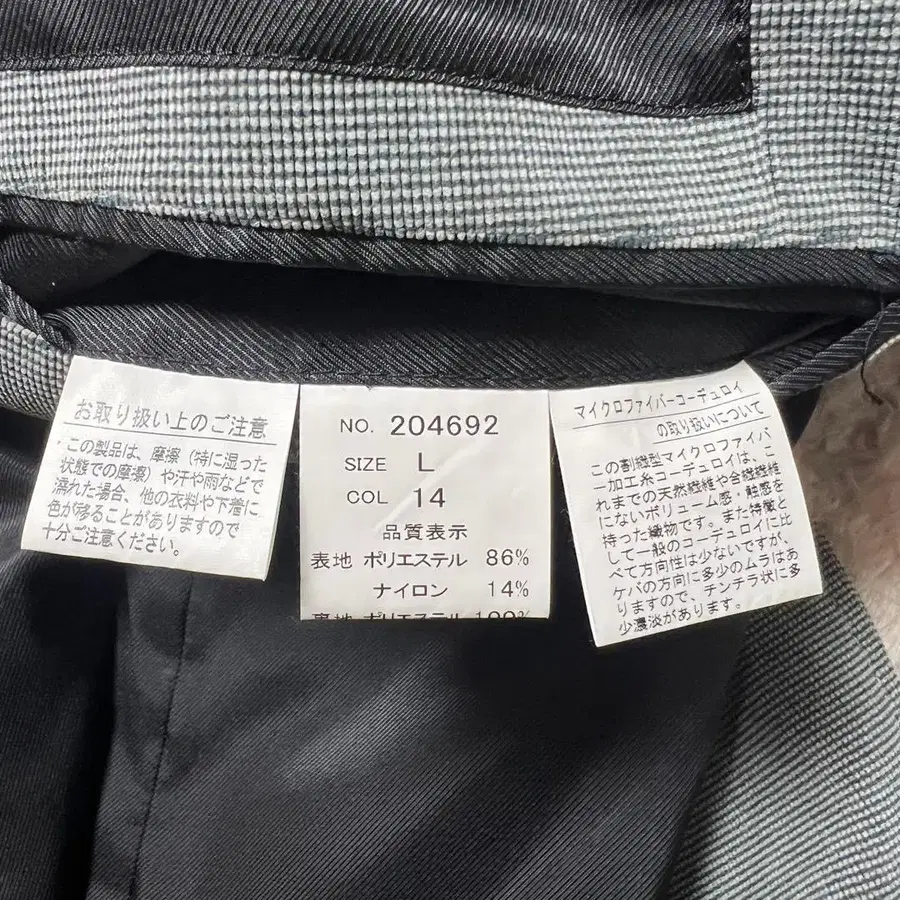 お取り扱い上のご注意
この製品は、摩擦（特に湿った
状態での摩擦）や汗や雨などで
濡れた場合、他の衣料や下着に
色が移ることがありますので
十分ご注意ください。
NO. 204692
SIZE L
COL 14
品質表示
表地 ポリエステル 86%
ナイロン 14%
裏地 ポリエステル 100%
マイクロファイバーコーデュロイ
の取り扱いについて
この割繊型マイクロファイバ
ー加工糸コーデュロイは、こ
れまでの天然繊維や合繊繊維
にないボリューム感・触感を
持つた織物です。また特徴と
して一般のコーデュロイに比
べて方向性は少ないですが、
ケバの方向に多少のムラはあ
りますので、チンチラ状に多
少濃淡があります。